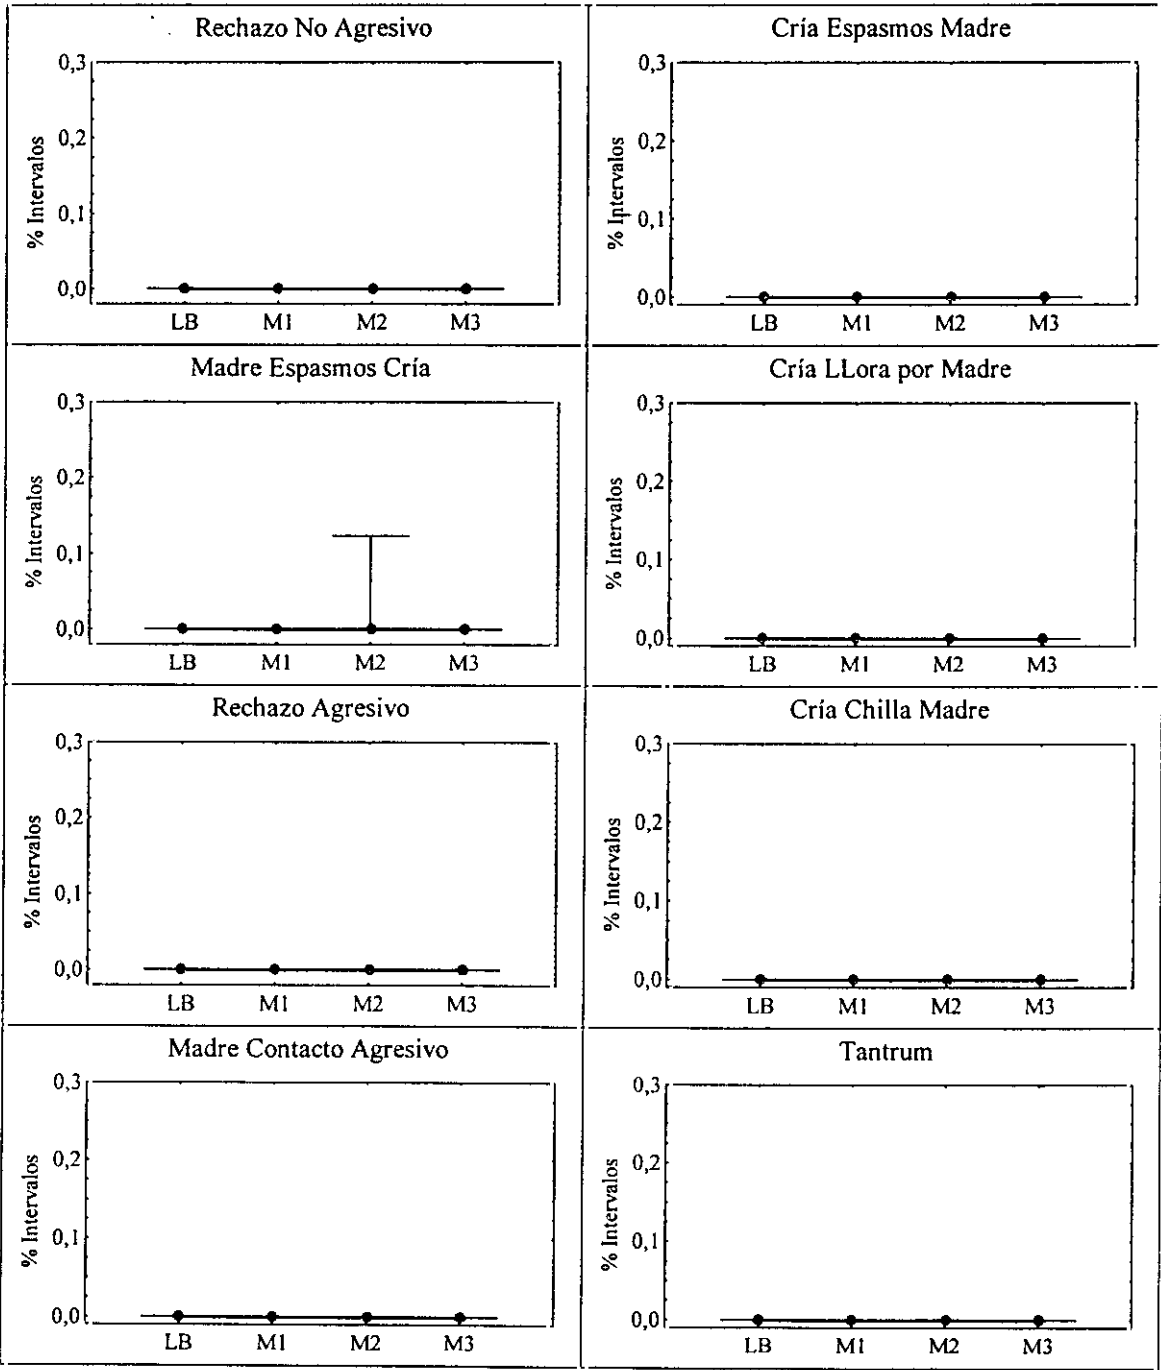 Rechazo No Agresivo
% Intervalos
0,3
0,2
0,1
0,0
LB M1 M2 M3
Cría Espasmos Madre
% Intervalos
0,3
0,2
0,1
0,0
LB M1 M2 M3
Madre Espasmos Cría
% Intervalos
0,3
0,2
0,1
0,0
LB M1 M2 M3
Cría LLora por Madre
% Intervalos
0,3
0,2
0,1
0,0
LB M1 M2 M3
Rechazo Agresivo
% Intervalos
0,3
0,2
0,1
0,0
LB M1 M2 M3
Cría Chilla Madre
% Intervalos
0,3
0,2
0,1
0,0
LB M1 M2 M3
Madre Contacto Agresivo
% Intervalos
0,3
0,2
0,1
0,0
LB M1 M2 M3
Tantrum
% Intervalos
0,3
0,2
0,1
0,0
LB M1 M2 M3